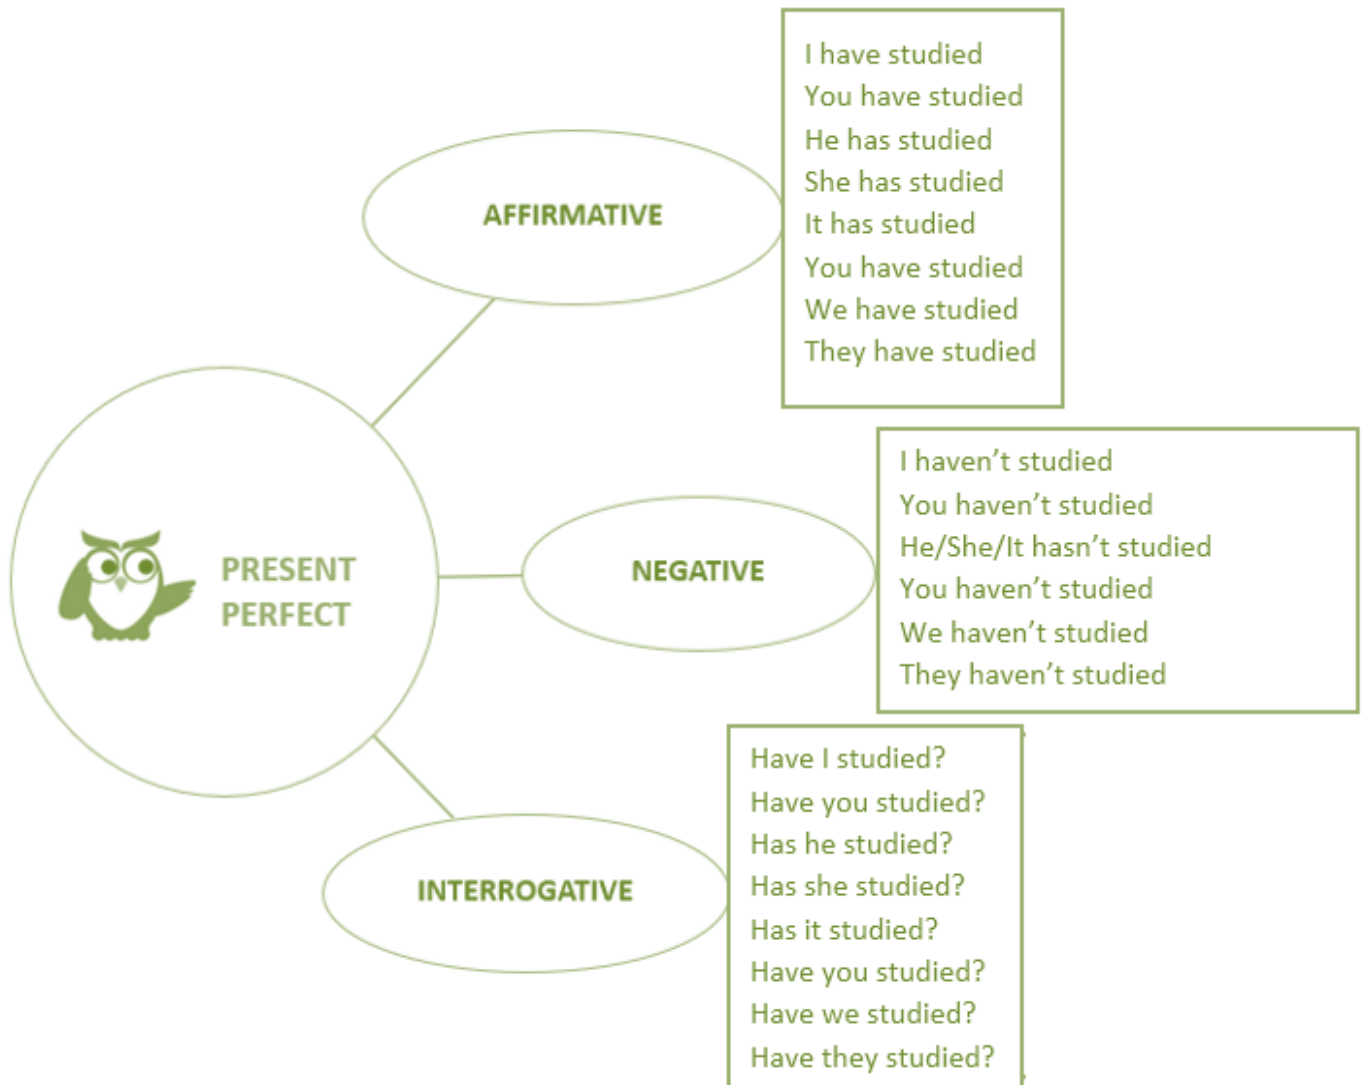 AFFIRMATIVE
I have studied
You have studied
He has studied
She has studied
It has studied
You have studied
We have studied
They have studied
PRESENT
PERFECT
NEGATIVE
I haven’t studied
You haven’t studied
He/She/It hasn’t studied
You haven’t studied
We haven’t studied
They haven’t studied
INTERROGATIVE
Have I studied?
Have you studied?
Has he studied?
Has she studied?
Has it studied?
Have you studied?
Have we studied?
Have they studied?